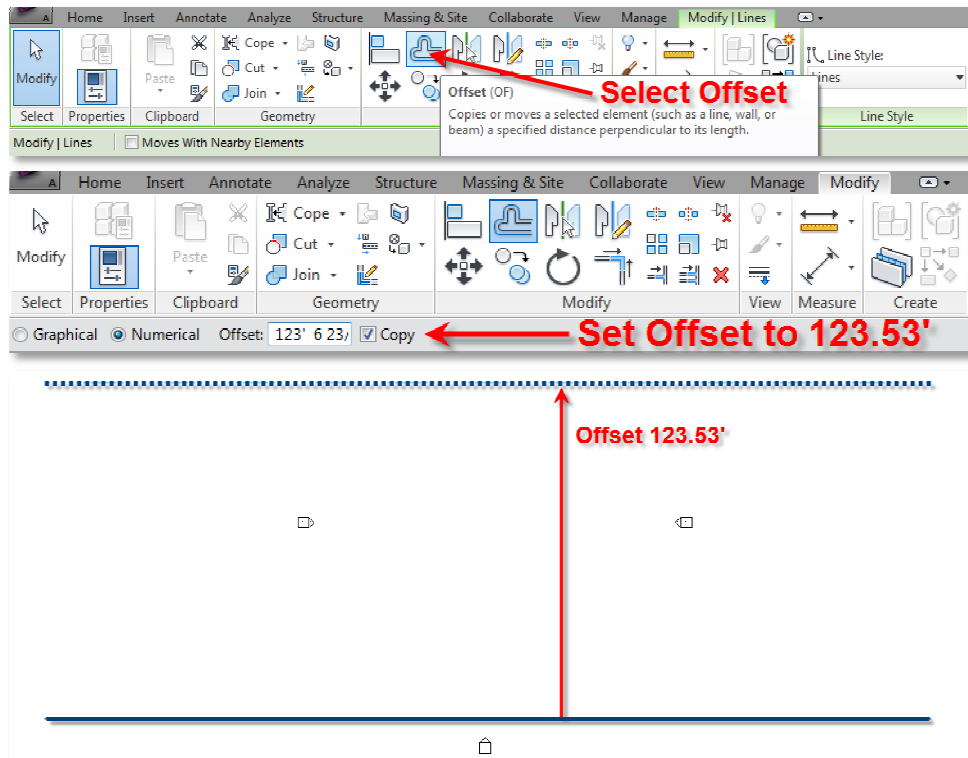 A Home Insert Annotate Analyze Structure Massing & Site Collaborate View Manage Modify | Lines
Cope
Line Style:
Modify Paste Cut Lines
Join
Select Offset
Offset (OF)
Copies or moves a selected element (such as a line, wall, or
beam) a specified distance perpendicular to its length.
Select Properties Clipboard Geometry Line Style
Modify | Lines Moves With Nearby Elements
A Home Insert Annotate Analyze Structure Massing & Site Collaborate View Manage Modify
Cope
Modify Paste Cut
Join
Select Properties Clipboard Geometry Modify View Measure Create
Graphical Numerical Offset: 123' 6 23/ Copy Set Offset to 123.53'
Offset 123.53'